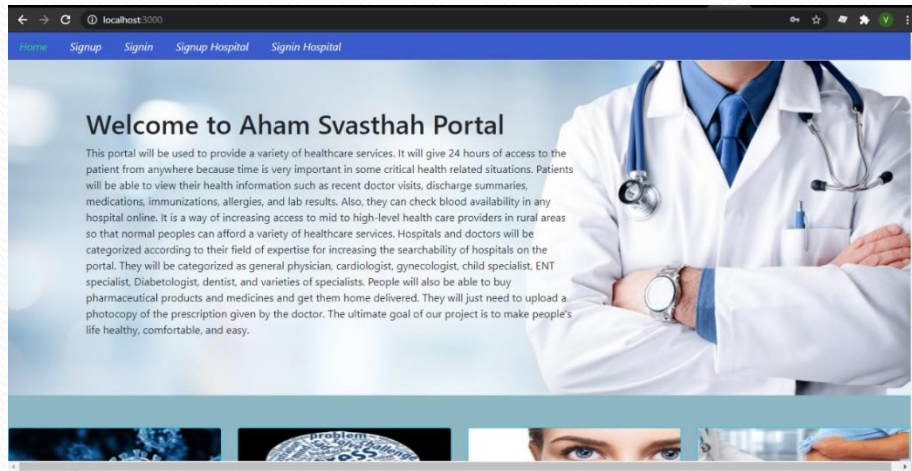 localhost:3000
V
Home Signup Signin Signup Hospital Signin Hospital
Welcome to Aham Svasthah Portal
This portal will be used to provide a variety of healthcare services. It will give 24 hours of access to the
patient from anywhere because time is very important in some critical health related situations. Patients
will be able to view their health information such as recent doctor visits, discharge summaries,
medications, immunizations, allergies, and lab results. Also, they can check blood availability in any
hospital online. It is a way of increasing access to mid to high-level health care providers in rural areas
so that normal peoples can afford a variety of healthcare services. Hospitals and doctors will be
categorized according to their field of expertise for increasing the searchability of hospitals on the
portal. They will be categorized as general physician, cardiologist, gynecologist, child specialist, ENT
specialist, Diabetologist, dentist, and varieties of specialists. People will also be able to buy
pharmaceutical products and medicines and get them home delivered. They will just need to upload a
photocopy of the prescription given by the doctor. The ultimate goal of our project is to make people's
life healthy, comfortable, and easy.
problem